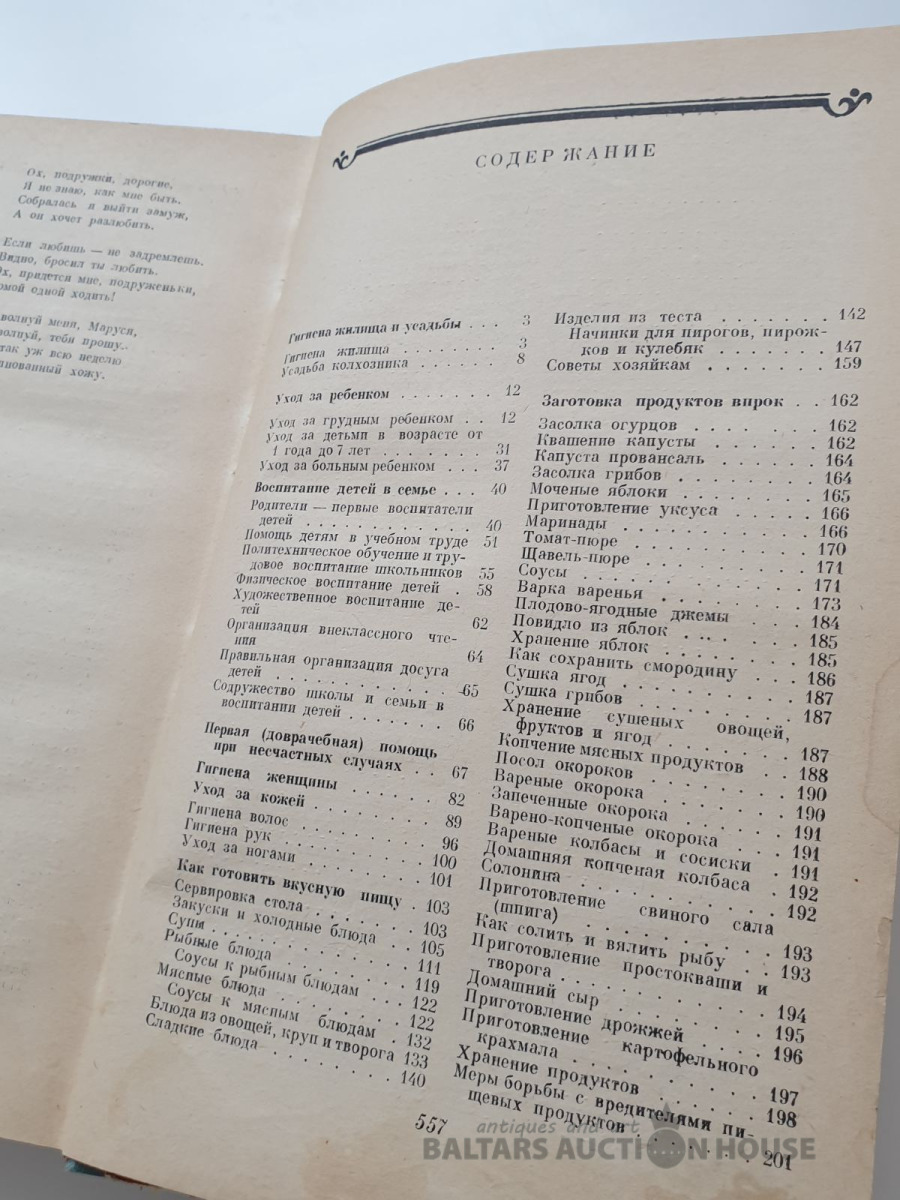 Ох, подружки, дорогие,
Я не знаю, как мне быть.
Собралась я выйти замуж,
А он хочет разлюбить.
Если любишь — не задремлешь.
Видно, бросил ты любить.
Ох, придется мне, подруженьки,
омой одной ходить!
волнуй меня, Маруся,
волнуй, тебя прошу..
так уж всю неделю
цнованный хожу.
СОДЕРЖАНИЕ
Гигиена жилища и усадьбы . . . 3
Гигиена жилища . . . . . . . 3
Усадьба колхозника . . . . . . 8
Уход за ребенком . . . . . . . 12
Уход за грудным ребенком . . 12
Уход за детьми в возрасте от
1 года до 7 лет . . . . . . . 31
Уход за больным ребенком . . . 37
Воспитание детей в семье . . . 40
Родители — первые воспитатели
детей . . . . . . . . . . . . 40
Помощь детям в учебном труде 51
Политехническое обучение и тру-
довое воспитание школьников 55
Физическое воспитание детей . 58
Художественное воспитание де-
тей 62
Организация внеклассного чте-
ния 64
Правильная организация досуга
детей . . . . . . . . . . . . 65
Содружество школы и семьи в
воспитании детей . . . . . . . 66
Первая (доврачебная) помощь
при несчастных случаях . . 67
Гигиена женщины . . . . . . 82
Уход за кожей . . . . . . . 89
Гигиена волос . . . . . . . 96
Гигиена рук . . . . . . . . 100
Уход за ногами . . . . . . . 101
Как готовить вкусную пищу . 103
Сервировка стола . . . . . . 103
Закуски и холодные блюда . . 105
Супы . . . . . . . . . . . . 111
Рыбные блюда . . . . . . . . 119
Соусы к рыбным блюдам . . . 122
Мясные блюда . . . . . . . . 122
Соусы к мясным блюдам . 132
Блюда из овощей, круп и творога 133
Сладкие блюда . . . . . . . . 140
Изделия из теста . . . . . . . 142
Начинки для пирогов, пирож-
ков и кулебяк . . . . . . . 147
Советы хозяйкам . . . . . . . 159
Заготовка продуктов впрок . . 162
Засолка огурцов . . . . . . . 162
Квашение капусты . . . . . . 162
Капуста провансаль . . . . . . 164
Засолка грибов . . . . . . . . 164
Моченые яблоки . . . . . . . 165
Приготовление уксуса . . . . . 166
Маринады . . . . . . . . . . 166
Томат-пюре . . . . . . . . . 170
Щавель-пюре . . . . . . . . 171
Соусы . . . . . . . . . . . 171
Варка варенья . . . . . . . . 173
Плодово-ягодные джемы . . . . 184
Повидло из яблок . . . . . . . 185
Хранение яблок . . . . . . . . 185
Как сохранить смородину . . . 186
Сушка ягод . . . . . . . . . 187
Сушка грибов . . . . . . . . 187
Хранение сушеных овощей,
фруктов и ягод . . . . . . . 187
Копчение мясных продуктов . . 188
Посол окороков . . . . . . . 190
Вареные окорока . . . . . . . 190
Запеченные окорока . . . . . . 191
Варено-копченые окорока . . . 191
Вареные колбасы и сосиски . . 191
Домашняя копченая колбаса . 192
Солонина . . . . . . . . . . 192
Приготовление свиного сала
(шпига) . . . . . . . . . . 193
Как солить и вялить рыбу . . 193
Приготовление простокваши и
творога . . . . . . . . . . 194
Домашний сыр . . . . . . . . 195
Приготовление дрожжей . . . . 196
Приготовление картофельного
крахмала . . . . . . . . . . 197
Хранение продуктов . . . . . . 198
Меры борьбы с вредителями пи-
щевых продуктов . . . . . . . 201
557
antiques and art
BALTARS AUCTION HOUSE